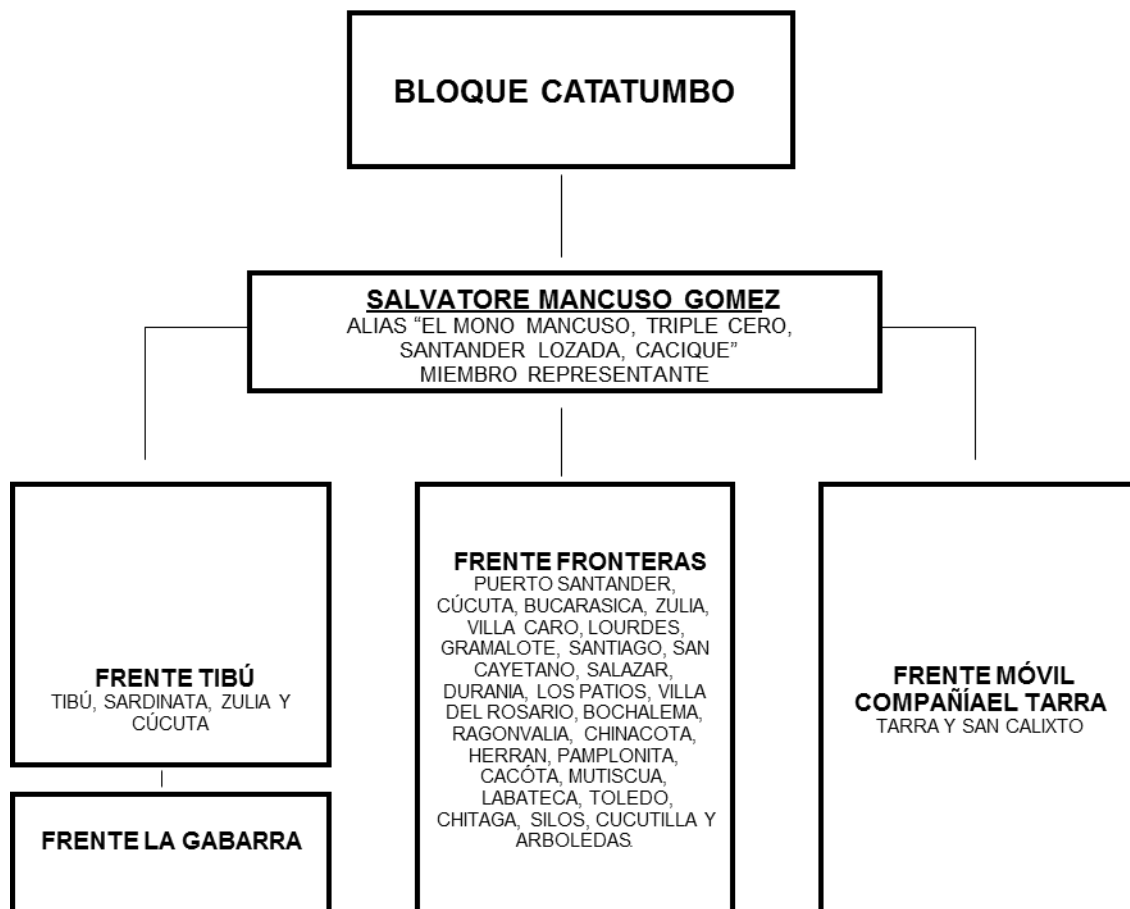 BLOQUE CATATUMBO
SALVATORE MANCUSO GOMEZ
ALIAS “EL MONO MANCUSO, TRIPLE CERO,
SANTANDER LOZADA, CACIQUE”
MIEMBRO REPRESENTANTE
FRENTE TIBÚ
TIBÚ, SARDINATA, ZULIA Y
CÚCUTA
FRENTE LA GABARRA
FRENTE FRONTERAS
PUERTO SANTANDER,
CÚCUTA, BUCARASICA, ZULIA,
VILLA CARO, LOURDES,
GRAMALOTE, SANTIAGO, SAN
CAYETANO, SALAZAR,
DURANIA, LOS PATIOS, VILLA
DEL ROSARIO, BOCHALEMA,
RAGONVALIA, CHINACOTA,
HERRAN, PAMPLONITA,
CACÓTA, MUTISCUA,
LABATECA, TOLEDO,
CHITAGA, SILOS, CUCUTILLA Y
ARBOLEDAS.
FRENTE MÓVIL
COMPAÑÍAEL TARRA
TARRA Y SAN CALIXTO